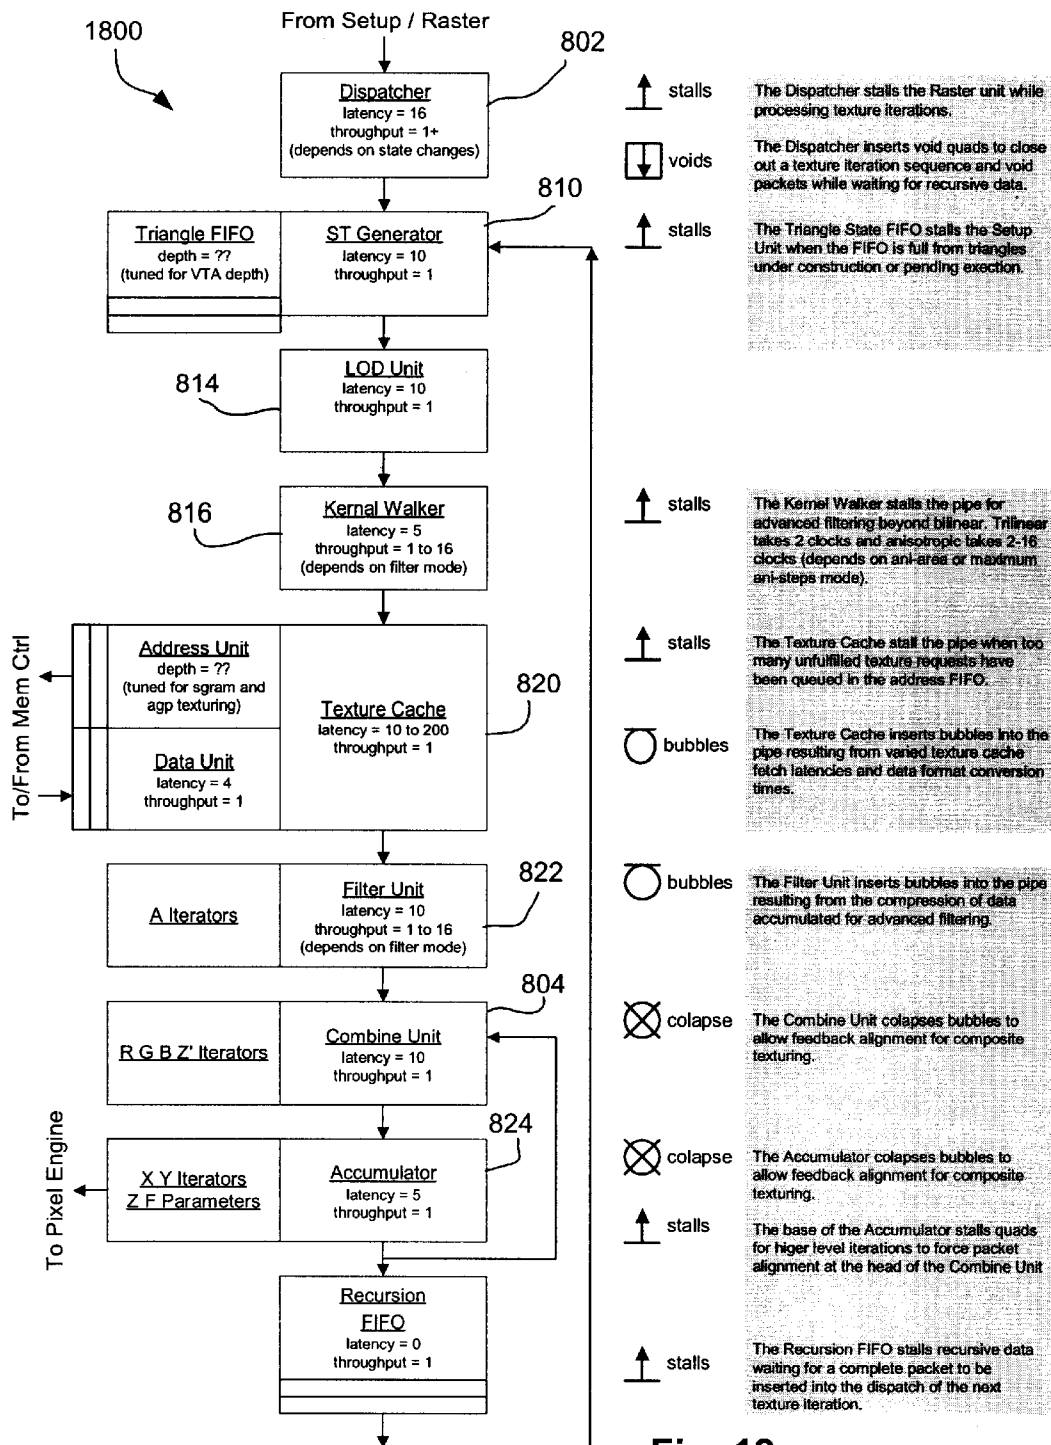 From Setup / Raster
1800
802
Dispatcher
latency = 16
throughput = 1+
(depends on state changes)
stalls
The Dispatcher stalls the Raster unit while
processing texture iterations.
voids
The Dispatcher inserts void quads to close
out a texture iteration sequence and void
packets while waiting for recursive data.
810
Triangle FIFO
depth = ??
(tuned for VTA depth)
ST Generator
latency = 10
throughput = 1
stalls
The Triangle State FIFO stalls the Setup
Unit when the FIFO is full from triangles
under construction or pending exection.
814
LOD Unit
latency = 10
throughput = 1
816
Kernal Walker
latency = 5
throughput = 1 to 16
(depends on filter mode)
stalls
The Kernel Walker stalls the pipe for
advanced filtering beyond bilinear. Trilinear
takes 2 clocks and anisotropic takes 2-16
clocks (depends on ani-area or maximum
ani-steps mode).
To/From Mem Ctrl
Address Unit
depth = ??
(tuned for sgram and
agp texturing)
Data Unit
latency = 4
throughput = 1
820
Texture Cache
latency = 10 to 200
throughput = 1
stalls
The Texture Cache stall the pipe when too
many unfulfilled texture requests have
been queued in the address FIFO.
bubbles
The Texture Cache inserts bubbles into the
pipe resulting from varied texture cache
fetch latencies and data format conversion
times.
822
A Iterators
Filter Unit
latency = 10
throughput = 1 to 16
(depends on filter mode)
bubbles
The Filter Unit inserts bubbles into the pipe
resulting from the compression of data
accumulated for advanced filtering.
804
R G B Z' Iterators
Combine Unit
latency = 10
throughput = 1
colapse
The Combine Unit colapses bubbles to
allow feedback alignment for composite
texturing.
824
To Pixel Engine
X Y Iterators
Z F Parameters
Accumulator
latency = 5
throughput = 1
colapse
The Accumulator colapses bubbles to
allow feedback alignment for composite
texturing.
stalls
The base of the Accumulator stalls quads
for higer level iterations to force packet
alignment at the head of the Combine Unit
Recursion
FIFO
latency = 0
throughput = 1
stalls
The Recursion FIFO stalls recursive data
waiting for a complete packet to be
inserted into the dispatch of the next
texture iteration.